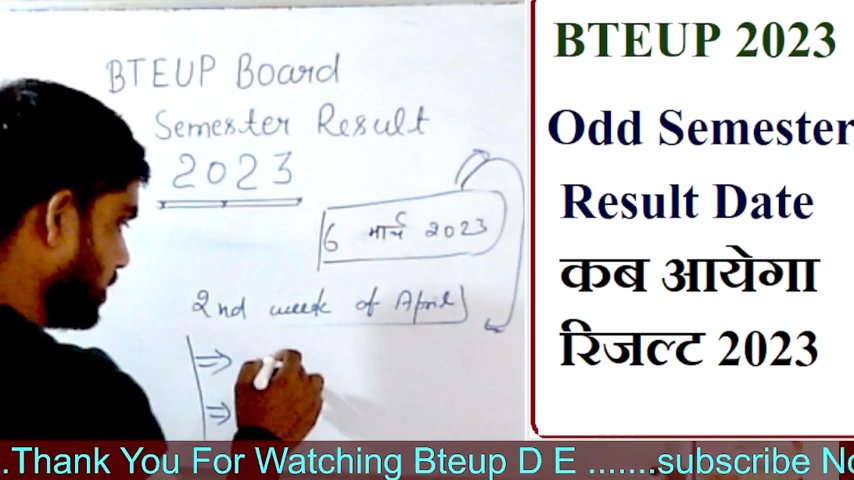 BTEUP Board
Semester Result
2023
6 मार्च 2023
2nd week of April
BTEUP 2023
Odd Semester
Result Date
कब आयेगा
रिजल्ट 2023
..Thank You For Watching Bteup D E .......subscribe No